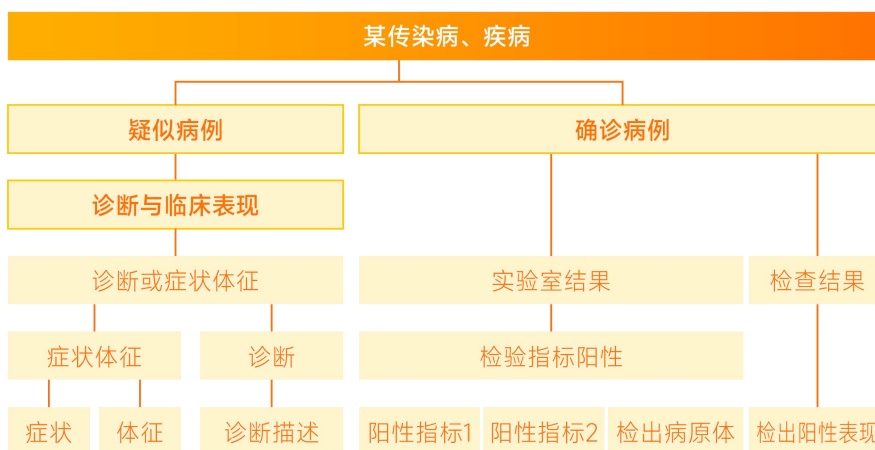 某传染病、疾病
疑似病例
确诊病例
诊断与临床表现
诊断或症状体征
实验室结果
检查结果
症状体征
诊断
检验指标阳性
症状
体征
诊断描述
阳性指标1
阳性指标2
检出病原体
检出阳性表现